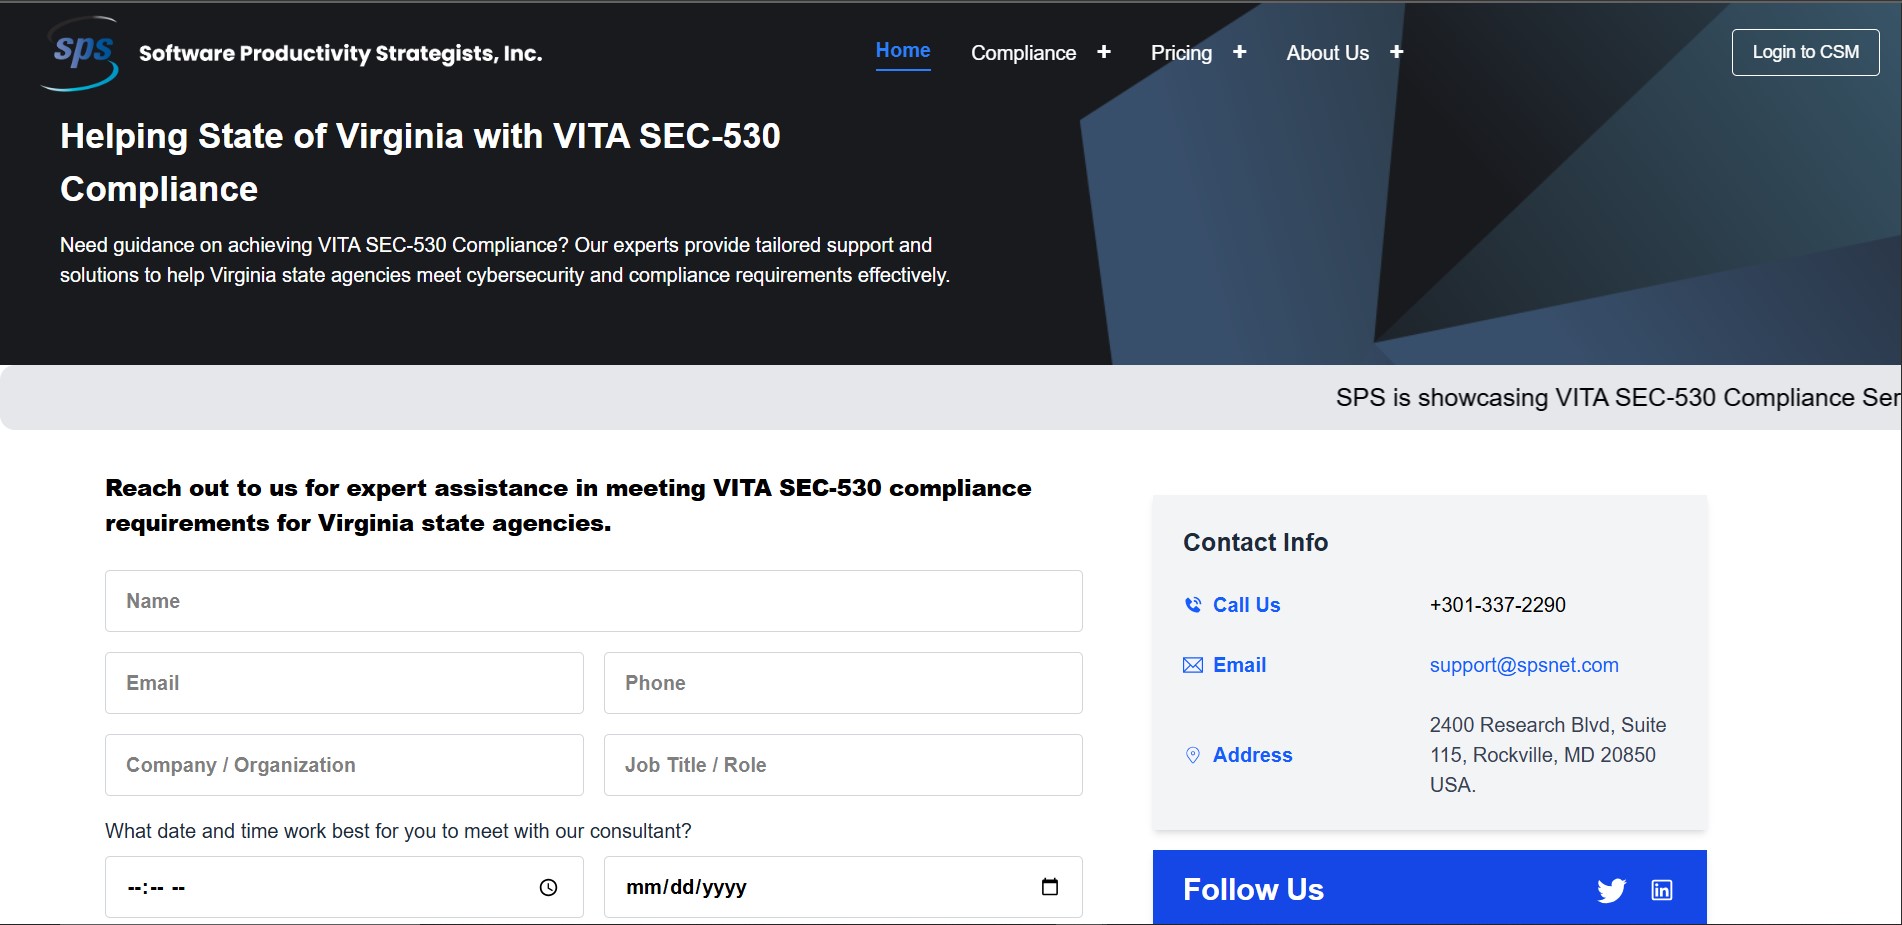 sps
Software Productivity Strategists, Inc.
Home
Compliance +
Pricing +
About Us +
Login to CSM
Helping State of Virginia with VITA SEC-530
Compliance
Need guidance on achieving VITA SEC-530 Compliance? Our experts provide tailored support and
solutions to help Virginia state agencies meet cybersecurity and compliance requirements effectively.
SPS is showcasing VITA SEC-530 Compliance Ser
Reach out to us for expert assistance in meeting VITA SEC-530 compliance
requirements for Virginia state agencies.
Name
Email
Phone
Company / Organization
Job Title / Role
What date and time work best for you to meet with our consultant?
--:-- --
mm/dd/yyyy
Contact Info
Call Us
+301-337-2290
Email
support@spsnet.com
Address
2400 Research Blvd, Suite
115, Rockville, MD 20850
USA.
Follow Us
in